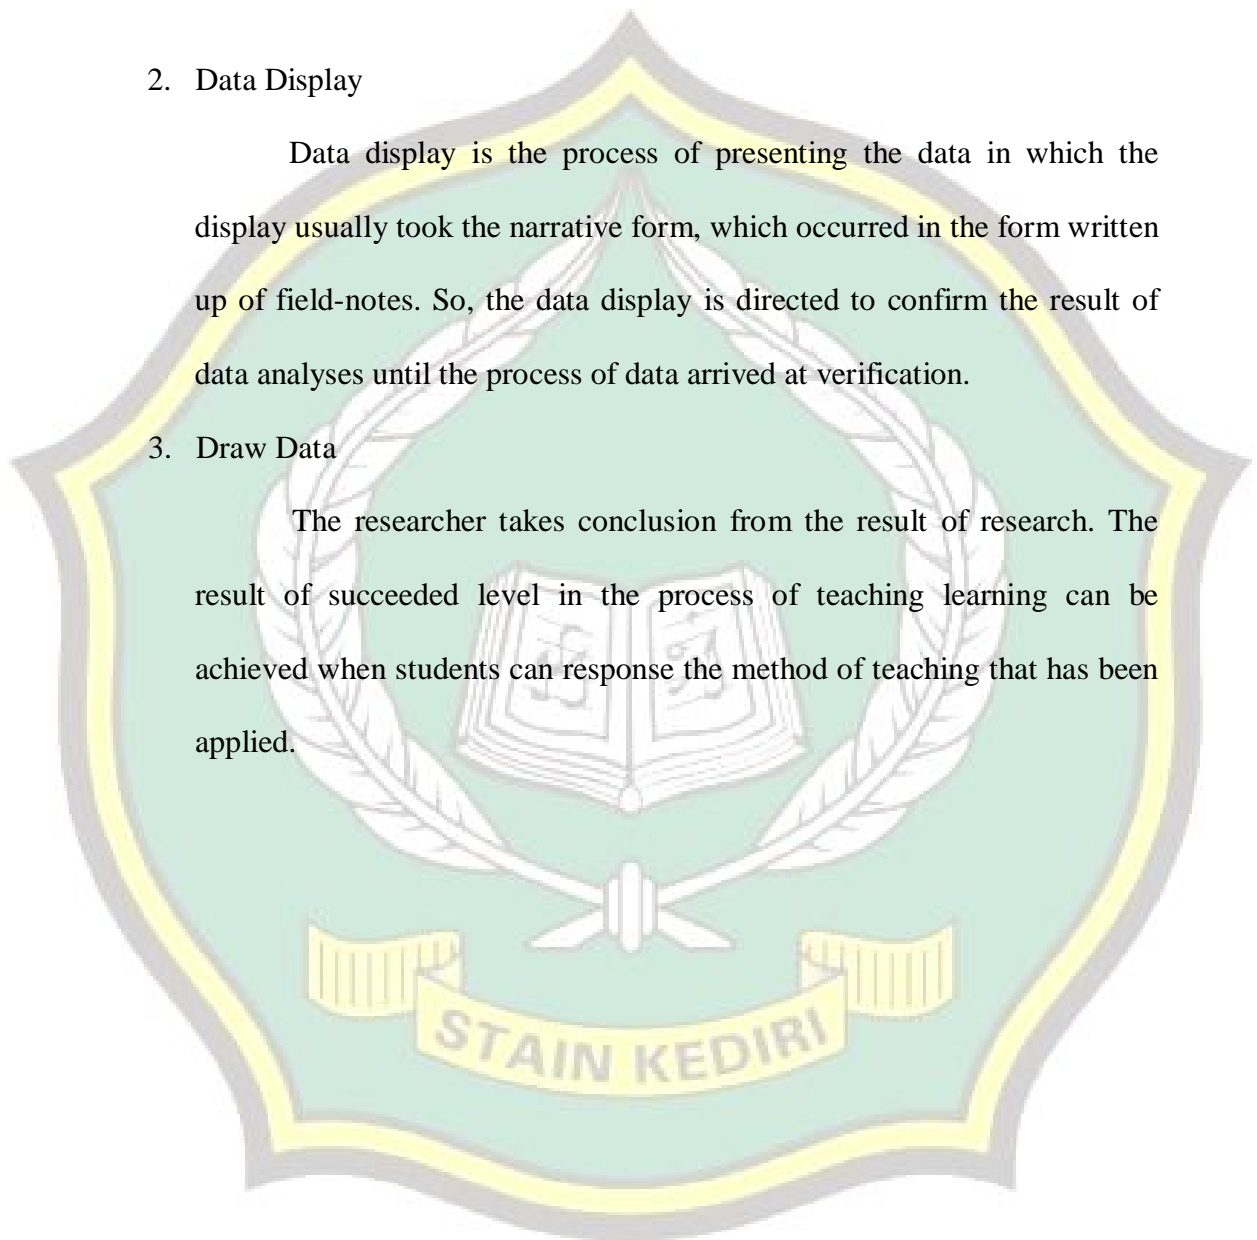 2. Data Display
Data display is the process of presenting the data in which the
display usually took the narrative form, which occurred in the form written
up of field-notes. So, the data display is directed to confirm the result of
data analyses until the process of data arrived at verification.
3. Draw Data
The researcher takes conclusion from the result of research. The
result of succeeded level in the process of teaching learning can be
achieved when students can response the method of teaching that has been
applied.
STAIN KEDIRI